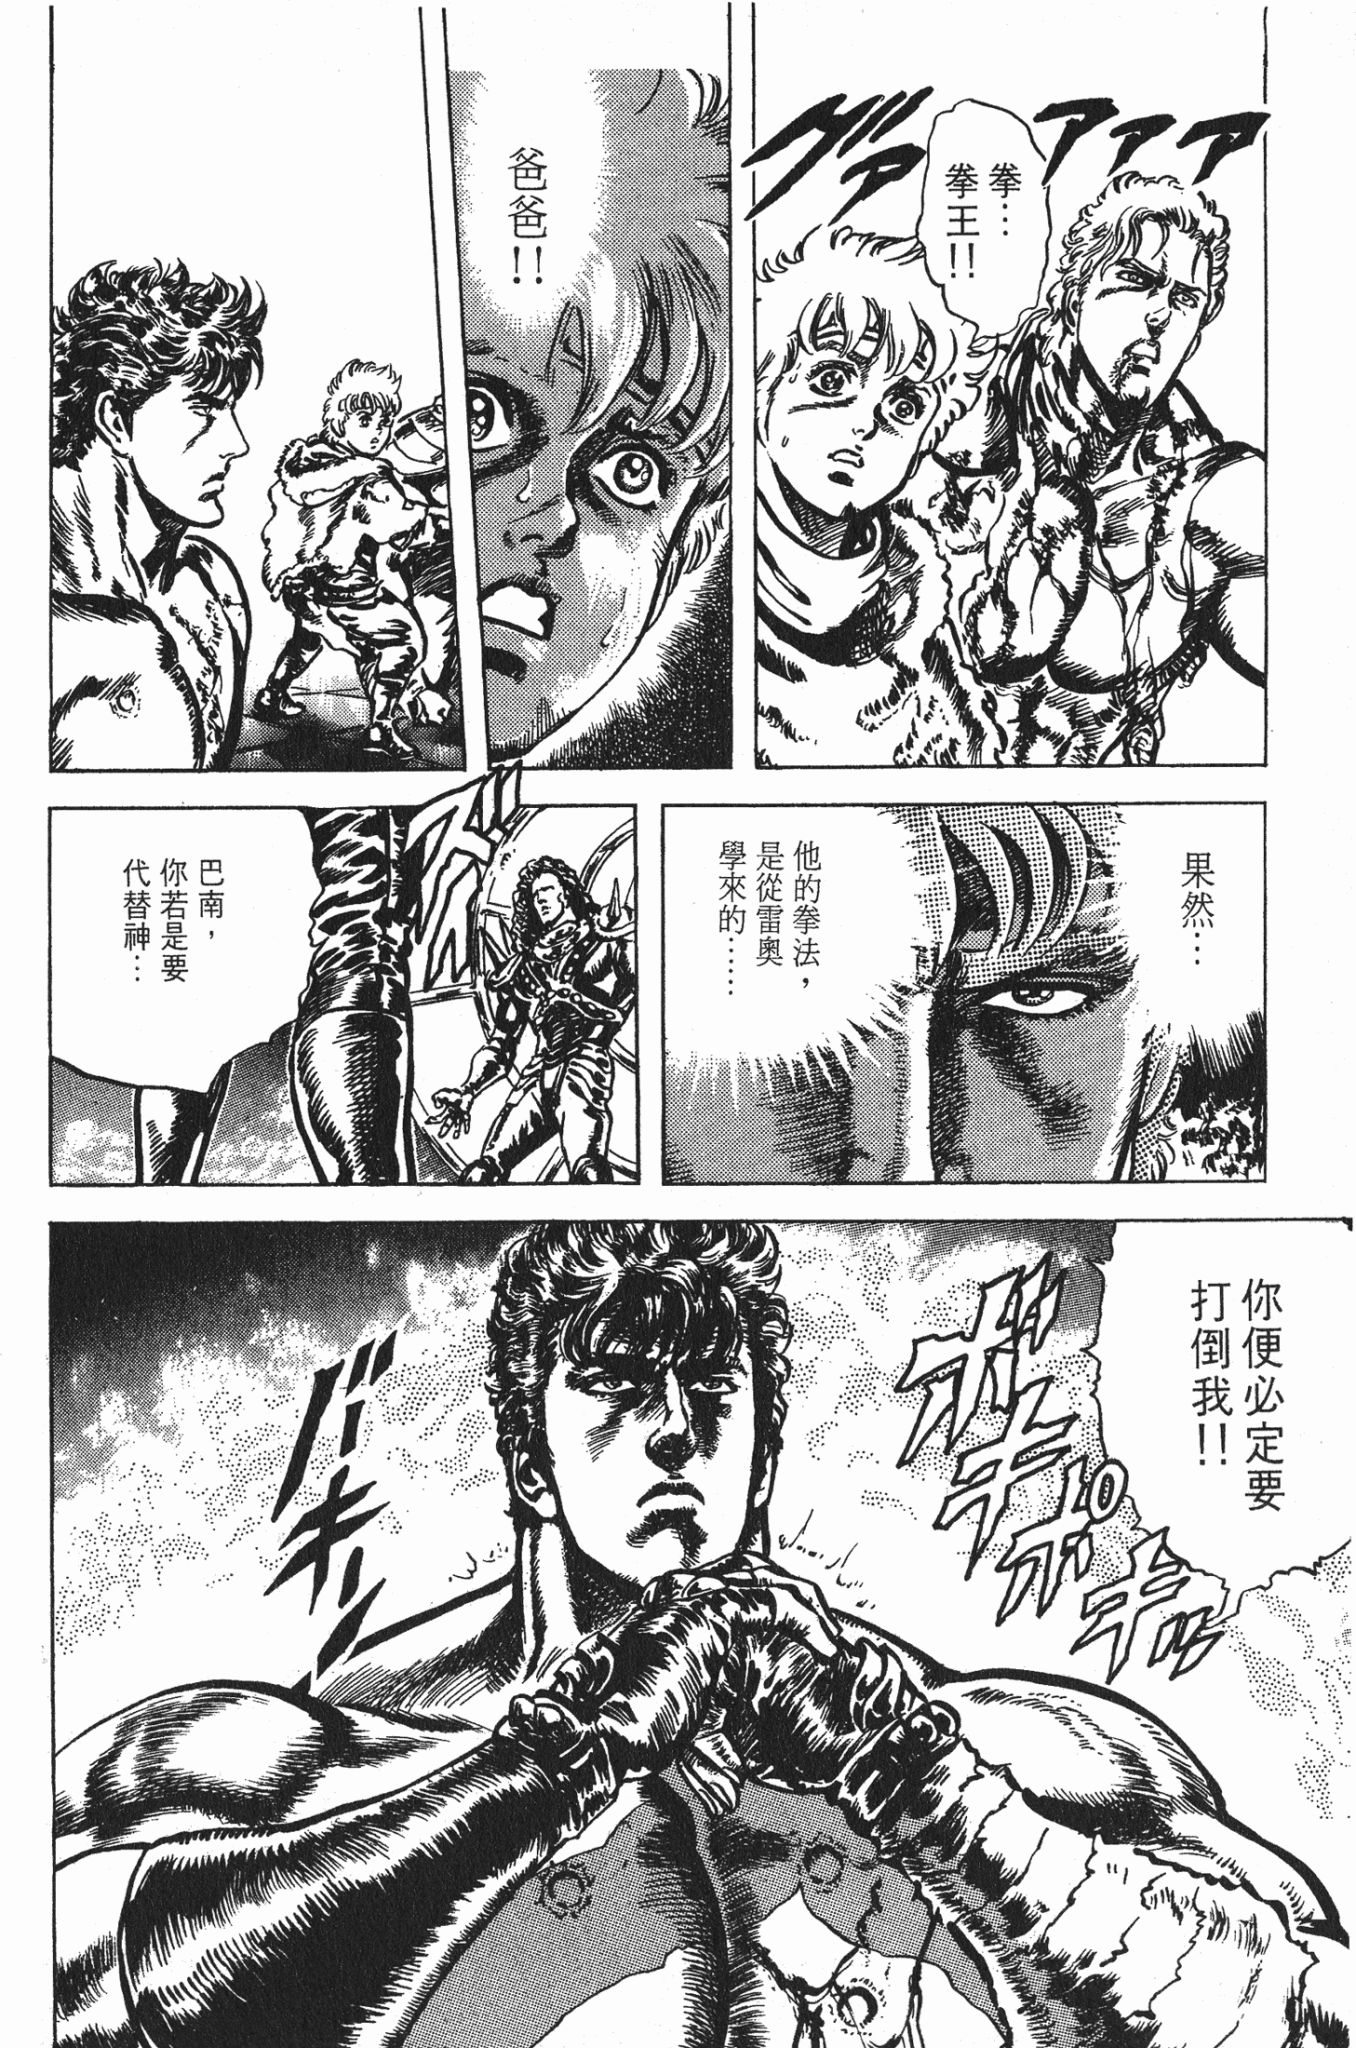 拳…
拳王!!
ヴァ
アアア
爸爸!!
果然…
他的拳法，
是從雷奧
學來的……
巴南，
你若是要
代替神…
你便必定要
打倒我!!
ボキボキッ
バキ